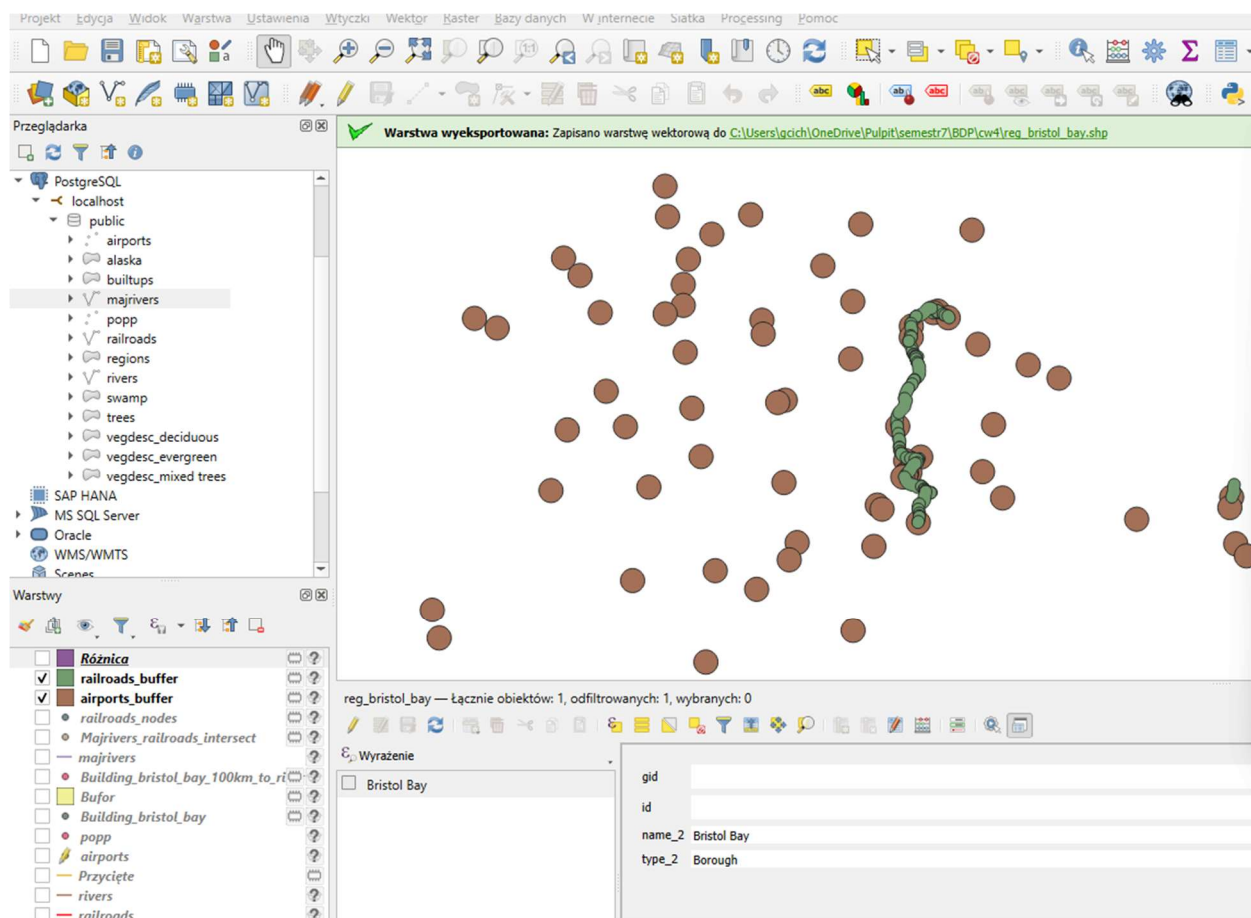 Projekt Edycja Widok Warstwa Ustawienia Wtyczki Wektor Raster Bazy danych W internecie Siatka Processing Pomoc
Przeglądarka
Warstwa wyeksportowana: Zapisano warstwę wektorową do C:\Users\gcich\OneDrive\Pulpit\semestr7\BDP\cw4\reg_bristol_bay.shp
PostgreSQL
localhost
public
airports
alaska
builtups
majrivers
popp
railroads
regions
rivers
swamp
trees
vegdesc_deciduous
vegdesc_evergreen
vegdesc_mixed trees
SAP HANA
MS SQL Server
Oracle
WMS/WMTS
Scenes
Warstwy
Różnica
railroads_buffer
airports_buffer
railroads_nodes
Majrivers_railroads_intersect
majrivers
Building_bristol_bay_100km_to_ri
Bufor
Building_bristol_bay
popp
airports
Przycięte
rivers
railroads
reg_bristol_bay — Łącznie obiektów: 1, odfiltrowanych: 1, wybranych: 0
Wyrażenie
Bristol Bay
gid
id
name_2 Bristol Bay
type_2 Borough